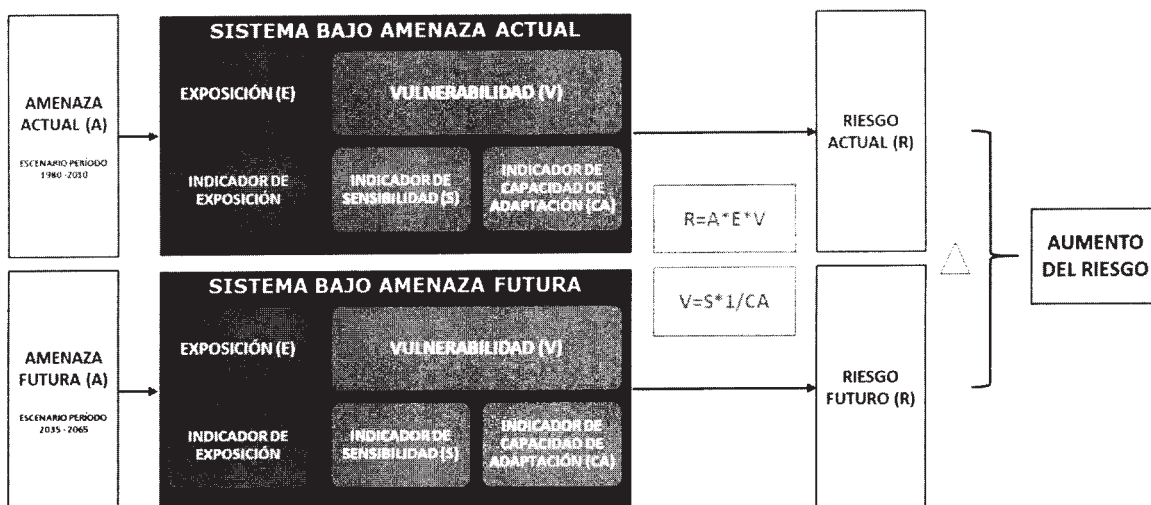 AMENAZA
ACTUAL (A)
ESCENARIO PERÍODO
1980 -2010
SISTEMA BAJO AMENAZA ACTUAL
EXPOSICIÓN (E)
VULNERABILIDAD (V)
INDICADOR DE
EXPOSICIÓN
INDICADOR DE
SENSIBILIDAD (S)
INDICADOR DE
CAPACIDAD DE
ADAPTACIÓN (CA)
RIESGO
ACTUAL (R)
R=A*E*V
V=S*1/CA
AUMENTO
DEL RIESGO
AMENAZA
FUTURA (A)
ESCENARIO PERÍODO
2035 - 2065
SISTEMA BAJO AMENAZA FUTURA
EXPOSICIÓN (E)
VULNERABILIDAD (V)
INDICADOR DE
EXPOSICIÓN
INDICADOR DE
SENSIBILIDAD (S)
INDICADOR DE
CAPACIDAD DE
ADAPTACIÓN (CA)
RIESGO
FUTURO (R)